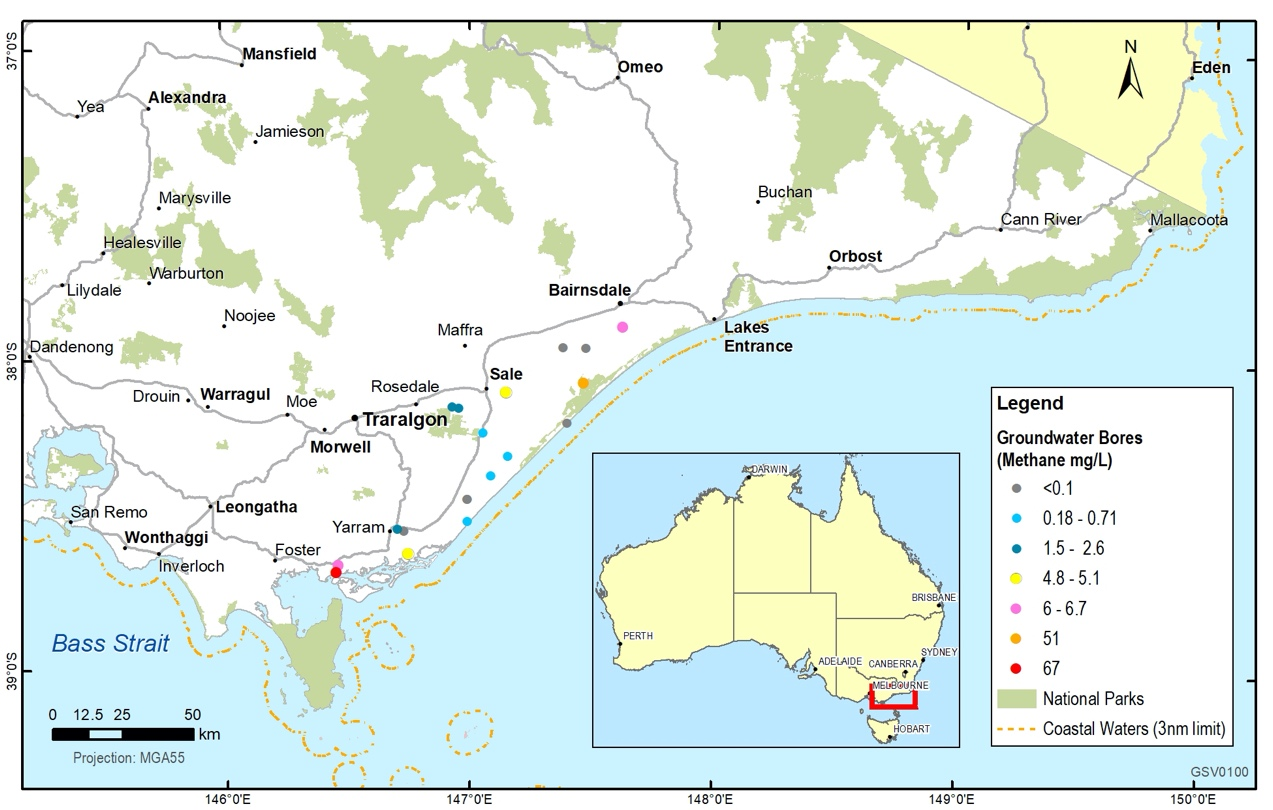 Mansfield
Omeo
N
Eden
37°0'S
Yea
Alexandra
Jamieson
Marysville
Buchan
Cann River
Mallacoota
Healesville
Warburton
Lilydale
Orbost
Noojee
Bairnsdale
Maffra
Lakes
Entrance
Dandenong
38°0'S
Sale
Rosedale
Drouin
Warragul
Moe
Traralgon
Morwell
San Remo
Leongatha
Yarram
Wonthaggi
Foster
Inverloch
Bass Strait
39°0'S
0 12.5 25 50
km
Projection: MGA55
DARWIN
BRISBANE
PERTH
SYDNEY
ADELAIDE
CANBERRA
MELBOURNE
HOBART
Legend
Groundwater Bores
(Methane mg/L)
<0.1
0.18 - 0.71
1.5 - 2.6
4.8 - 5.1
6 - 6.7
51
67
National Parks
Coastal Waters (3nm limit)
GSV0100
146°0'E
147°0'E
148°0'E
149°0'E
150°0'E